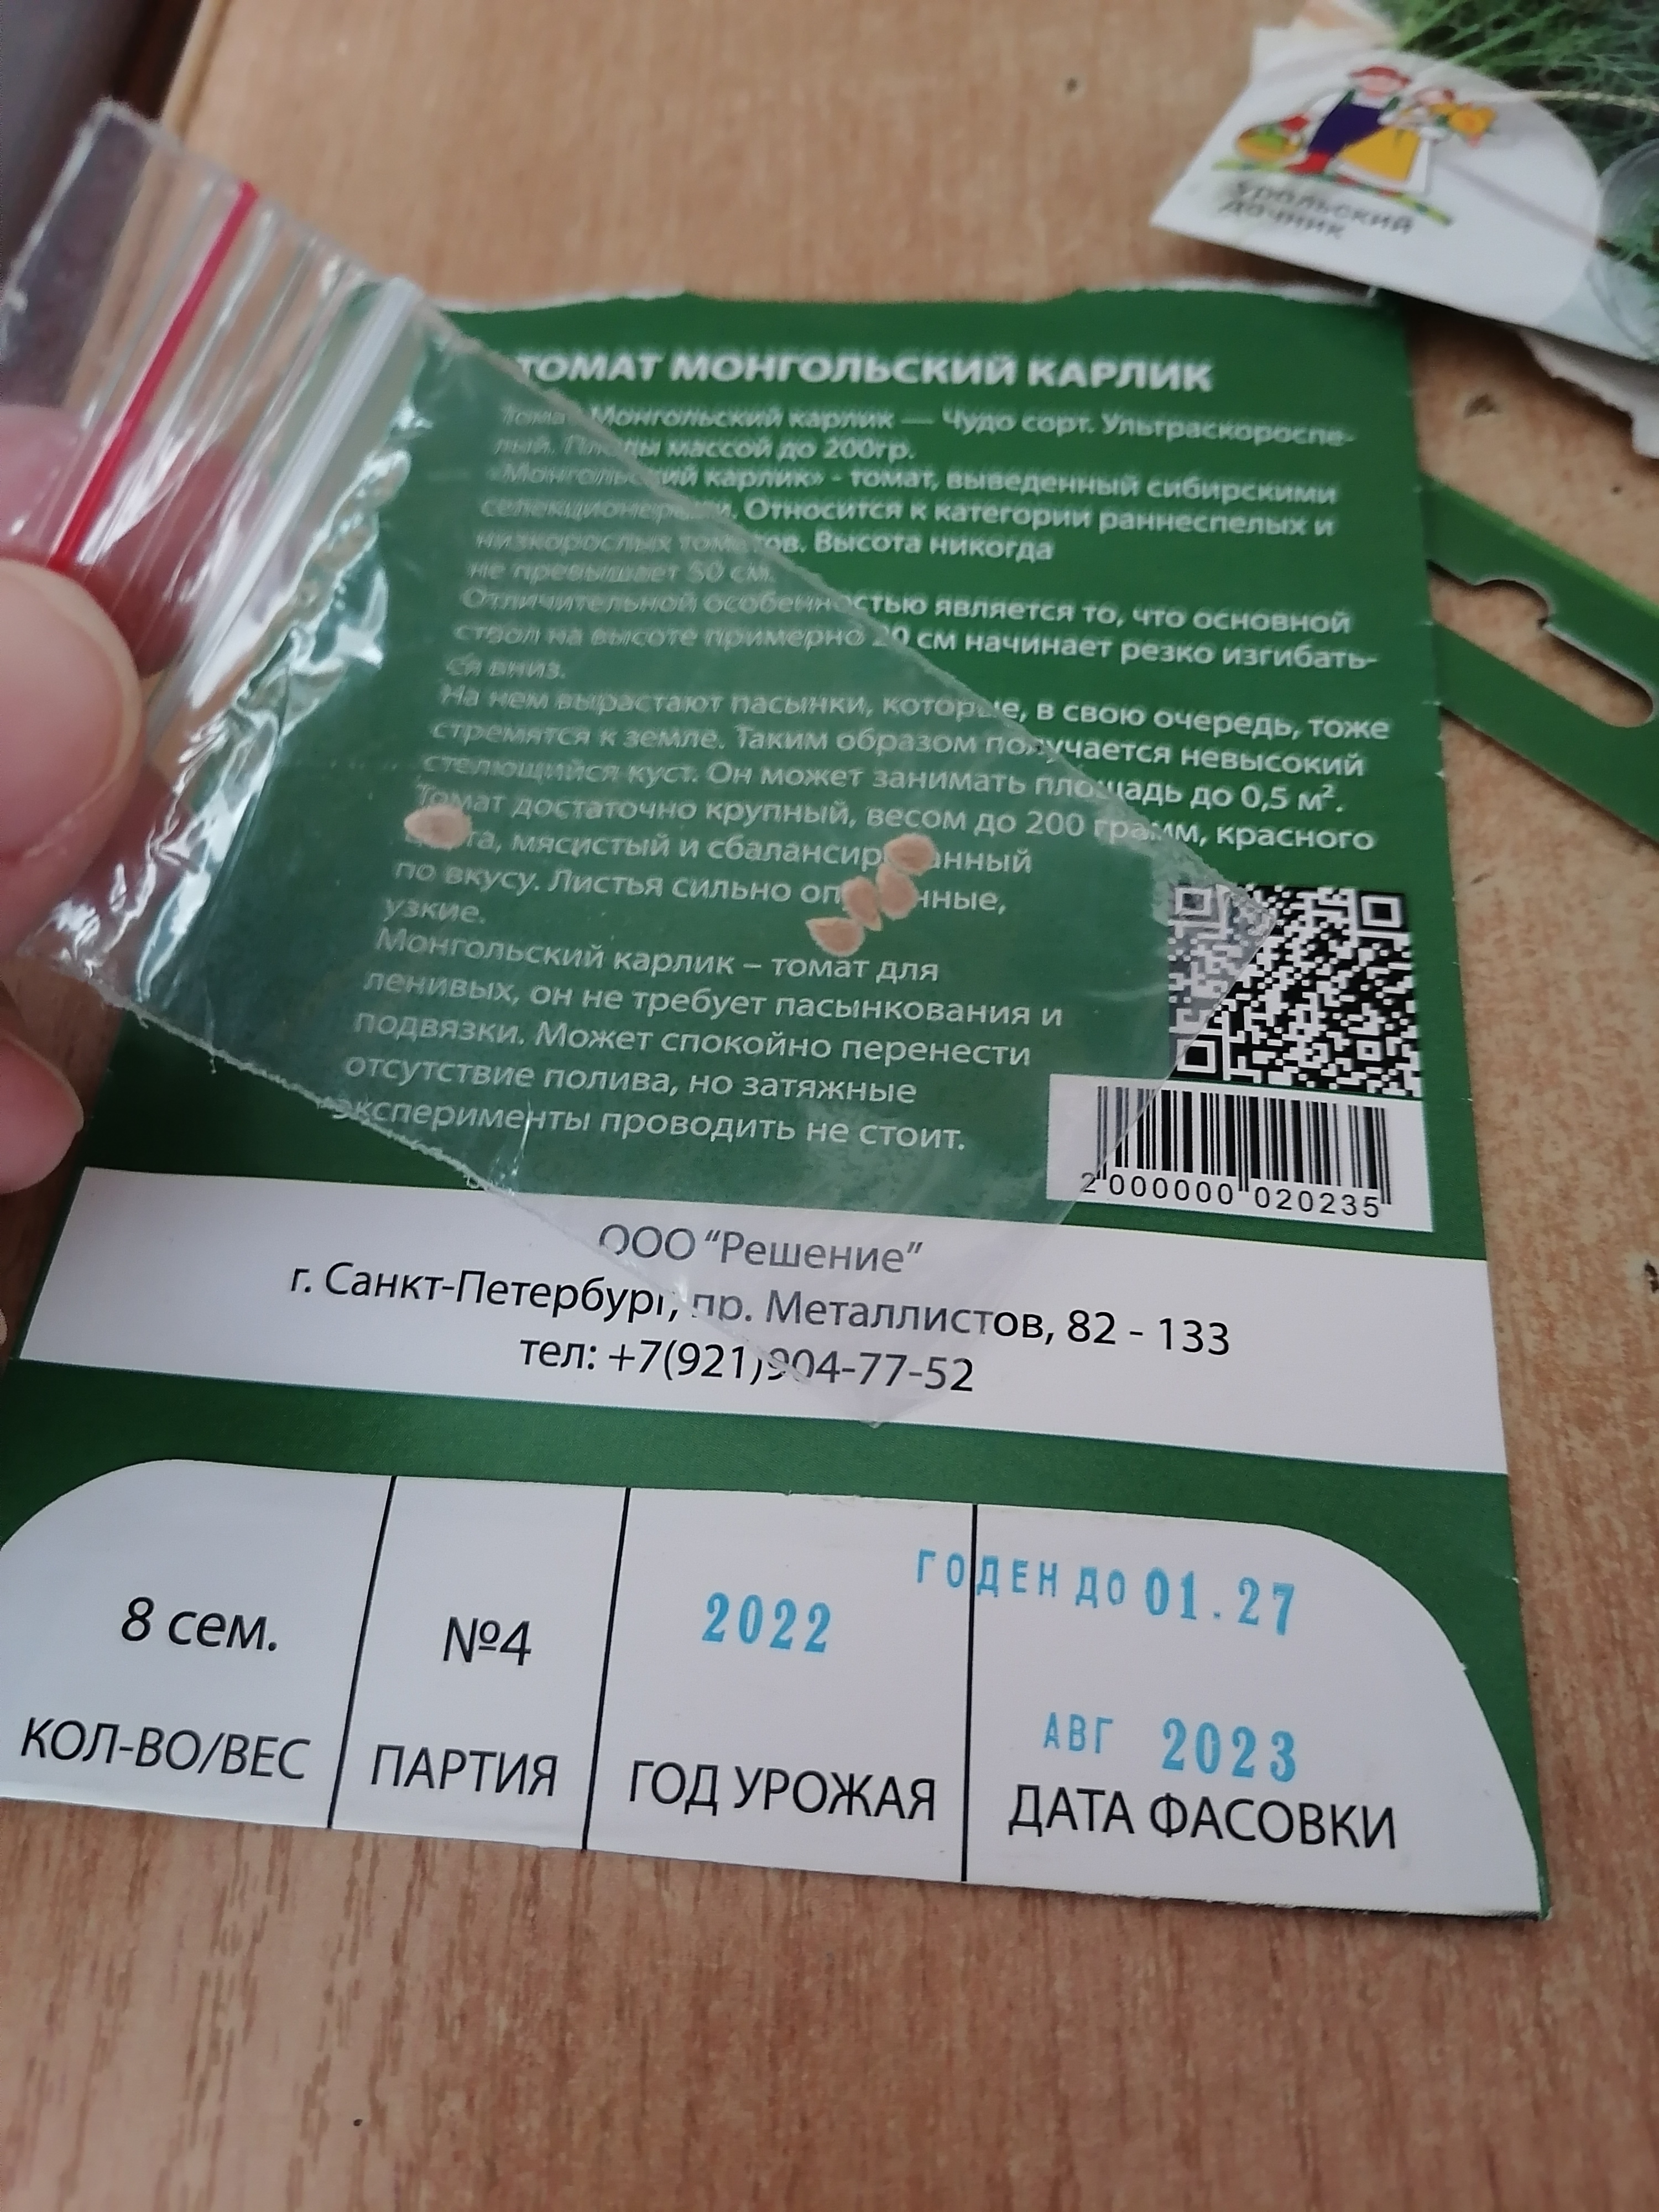 Уральский
дачник
ТОМАТ МОНГОЛЬСКИЙ КАРЛИК
Томат Монгольский карлик — Чудо сорт. Ультраскороспе-
лый. Плоды массой до 200гр.
«Монгольский карлик» - томат, выведенный сибирскими
селекционерами. Относится к категории раннеспелых и
низкорослых томатов. Высота никогда
не превышает 50 см.
Отличительной особенностью является то, что основной
ствол на высоте примерно 20 см начинает резко изгибать-
ся вниз.
На нем вырастают пасынки, которые, в свою очередь, тоже
стремятся к земле. Таким образом получается невысокий
стелющийся куст. Он может занимать площадь до 0,5 м².
Томат достаточно крупный, весом до 200 грамм, красного
мясистый и сбалансированный
по вкусу. Листья сильно
узкие.
Монгольский карлик – томат для
ленивых, он не требует пасынкования и
подвязки. Может спокойно перенести
отсутствие полива, но затяжные
эксперименты проводить не стоит.
2 000000 020235
ООО “Решение”
г. Санкт-Петербург, пр. Металлистов, 82 - 133
тел: +7(921)904-77-52
ГОДЕН ДО 01.27
8 сем.
№4
2022
АВГ 2023
КОЛ-ВО/ВЕС
ПАРТИЯ
ГОД УРОЖАЯ
ДАТА ФАСОВКИ